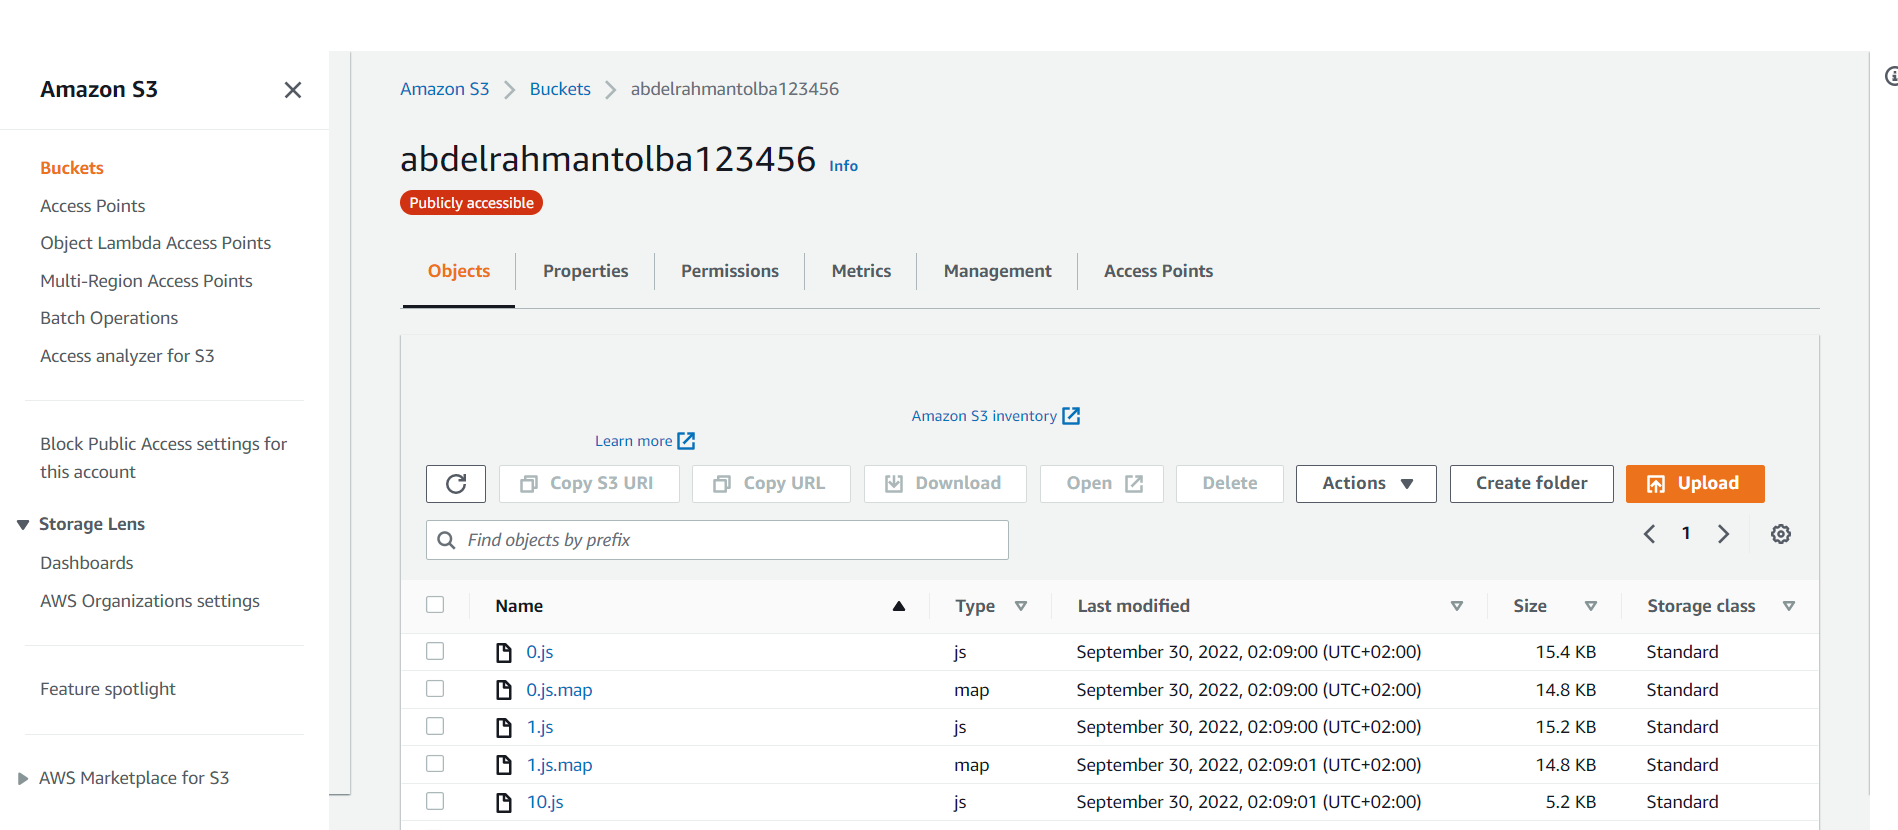 Amazon S3
Buckets
Access Points
Object Lambda Access Points
Multi-Region Access Points
Batch Operations
Access analyzer for S3
Block Public Access settings for
this account
Storage Lens
Dashboards
AWS Organizations settings
Feature spotlight
AWS Marketplace for S3
Amazon S3 Buckets abdelrahmantolba123456
abdelrahmantolba123456 Info
Publicly accessible
Objects Properties Permissions Metrics Management Access Points
Amazon S3 inventory
Learn more
Copy S3 URI Copy URL Download Open Delete Actions Create folder Upload
Find objects by prefix 1
Name Type Last modified Size Storage class
0.js js September 30, 2022, 02:09:00 (UTC+02:00) 15.4 KB Standard
0.js.map map September 30, 2022, 02:09:00 (UTC+02:00) 14.8 KB Standard
1.js js September 30, 2022, 02:09:00 (UTC+02:00) 15.2 KB Standard
1.js.map map September 30, 2022, 02:09:01 (UTC+02:00) 14.8 KB Standard
10.js js September 30, 2022, 02:09:01 (UTC+02:00) 5.2 KB Standard